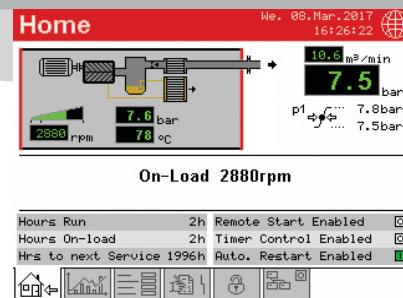 Home
We. 08.Mar.2017
16:26:22
10.6 m³/min
7.5 bar
7.6 bar
p1 7.8bar
7.5bar
2880 rpm
78 °C
On-Load 2880rpm
Hours Run 2h Remote Start Enabled
Hours On-load 2h Timer Control Enabled
Hrs to next Service 1996h Auto. Restart Enabled